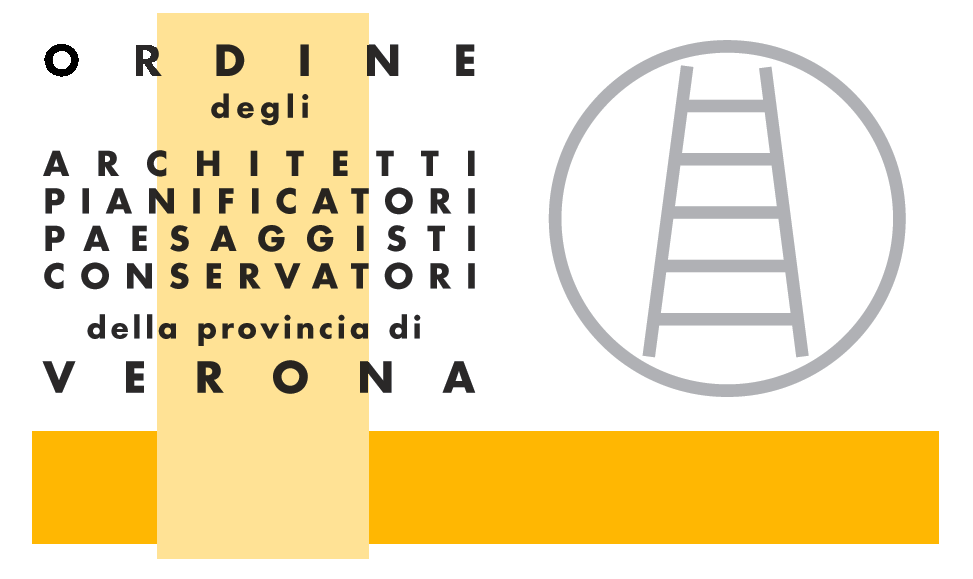 ORDINE
degli
ARCHITETTI
PIANIFICATORI
PAESAGGISTI
CONSERVATORI
della provincia di
VERONA